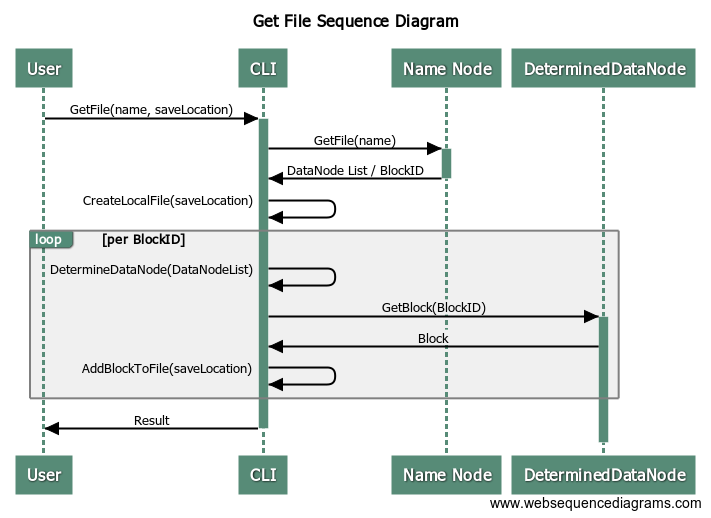 Get File Sequence Diagram
User
CLI
Name Node
DeterminedDataNode
GetFile(name, saveLocation)
GetFile(name)
DataNode List / BlockID
CreateLocalFile(saveLocation)
loop
[per BlockID]
DetermineDataNode(DataNodeList)
GetBlock(BlockID)
Block
AddBlockToFile(saveLocation)
Result
User
CLI
Name Node
DeterminedDataNode
www.websequencediagrams.com